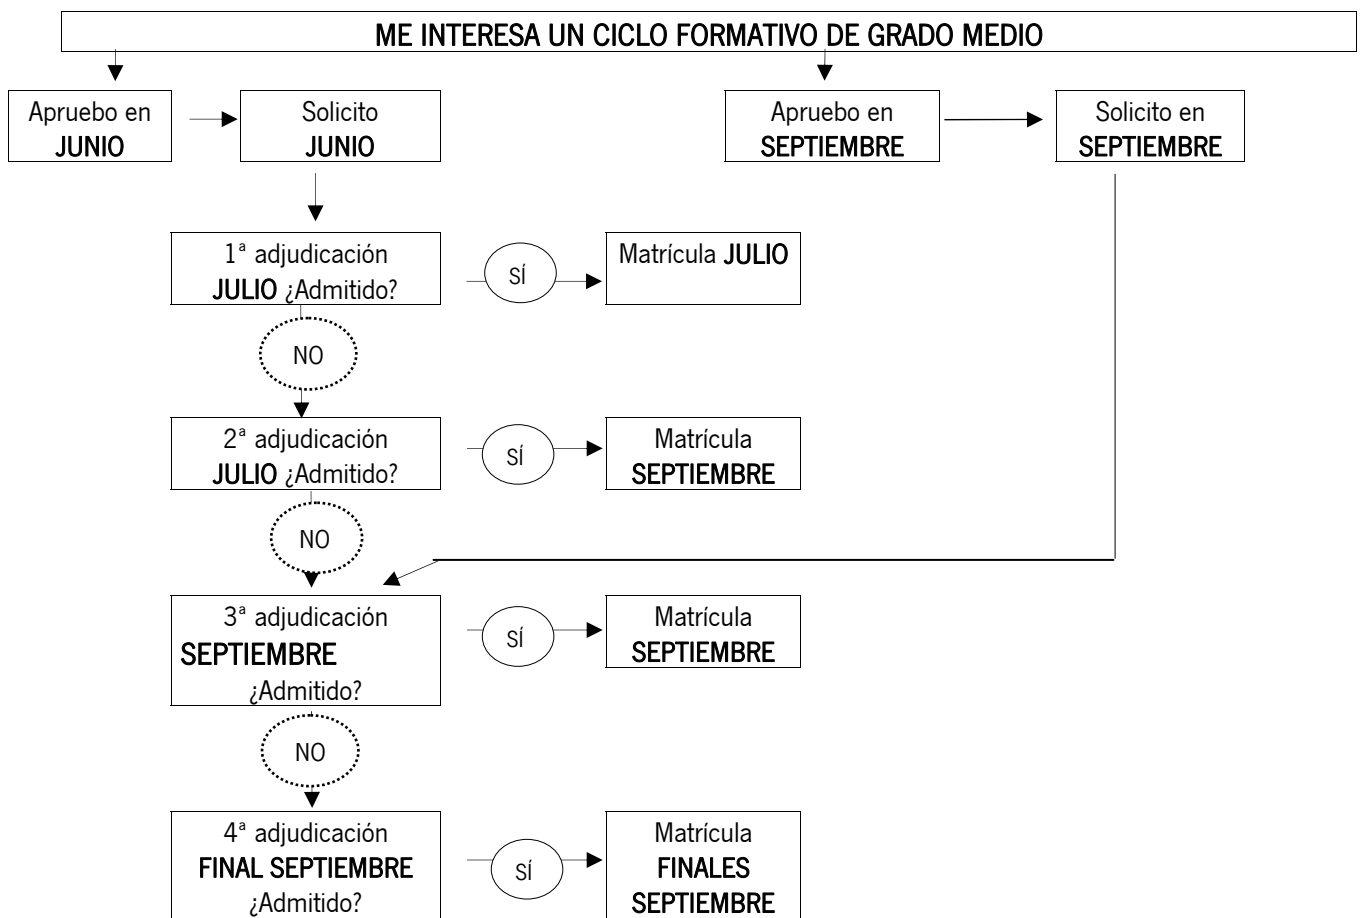 ME INTERESA UN CICLO FORMATIVO DE GRADO MEDIO
Apruebo en
JUNIO
Solicito
JUNIO
Apruebo en
SEPTIEMBRE
Solicito en
SEPTIEMBRE
1ª adjudicación
JULIO ¿Admitido?
SÍ
Matrícula JULIO
NO
2ª adjudicación
JULIO ¿Admitido?
SÍ
Matrícula
SEPTIEMBRE
NO
3ª adjudicación
SEPTIEMBRE
¿Admitido?
SÍ
Matrícula
SEPTIEMBRE
NO
4ª adjudicación
FINAL SEPTIEMBRE
¿Admitido?
SÍ
Matrícula
FINALES
SEPTIEMBRE